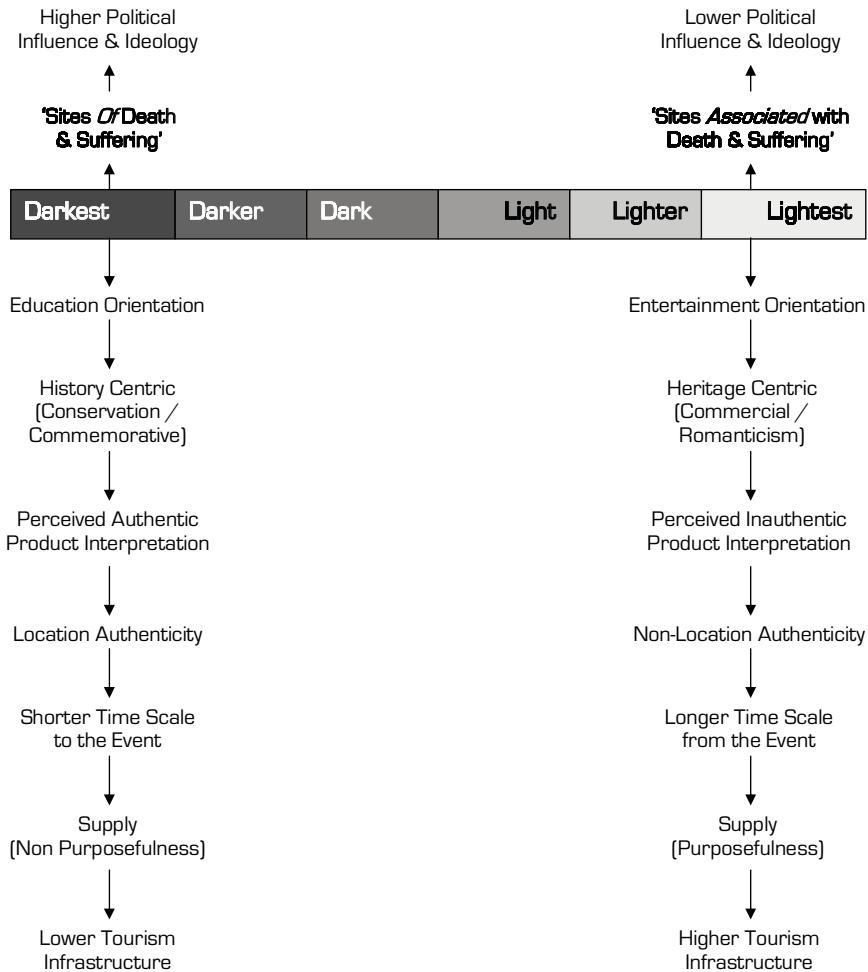 Higher Political
Influence & Ideology
Lower Political
Influence & Ideology
'Sites Of Death
& Suffering'
'Sites Associated with
Death & Suffering'
Darkest Darker Dark Light Lighter Lightest
Education Orientation
Entertainment Orientation
History Centric
(Conservation /
Commemorative)
Heritage Centric
(Commercial /
Romanticism)
Perceived Authentic
Product Interpretation
Perceived Inauthentic
Product Interpretation
Location Authenticity
Non-Location Authenticity
Shorter Time Scale
to the Event
Longer Time Scale
from the Event
Supply
(Non Purposefulness)
Supply
(Purposefulness)
Lower Tourism
Infrastructure
Higher Tourism
Infrastructure